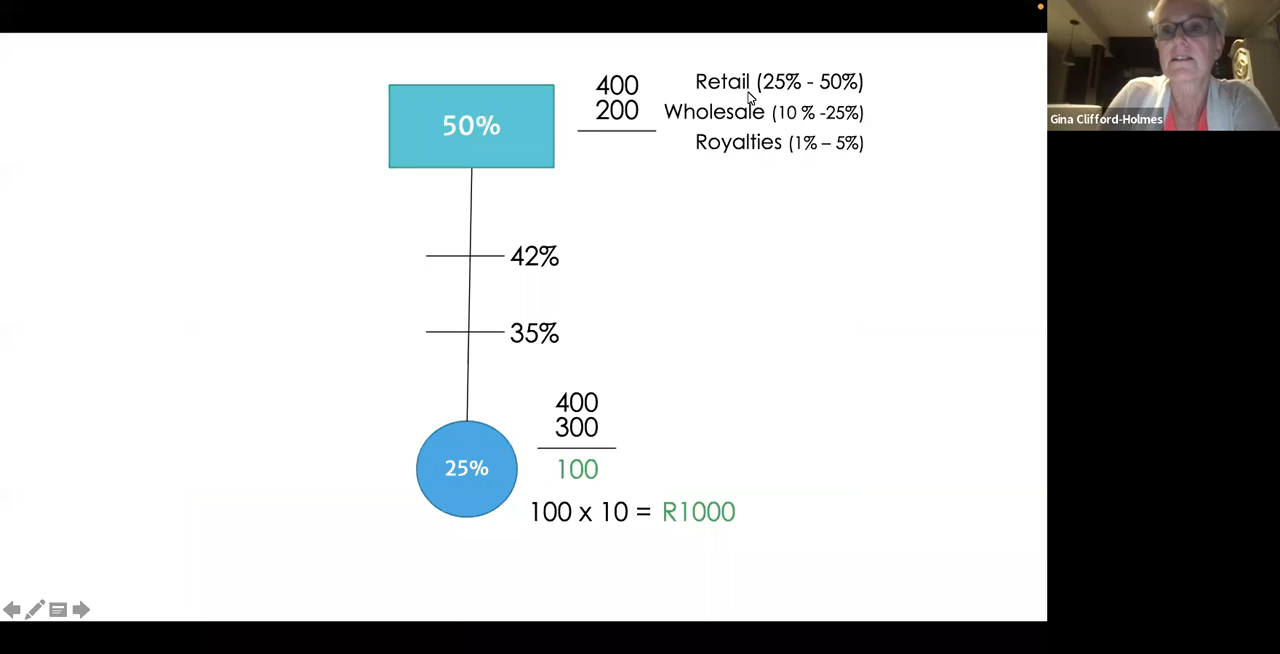 50%
400
200
Retail (25% - 50%)
Wholesale (10 % -25%)
Royalties (1% – 5%)
Gina Clifford-Holmes
42%
35%
25%
400
300
100
100 x 10 = R1000